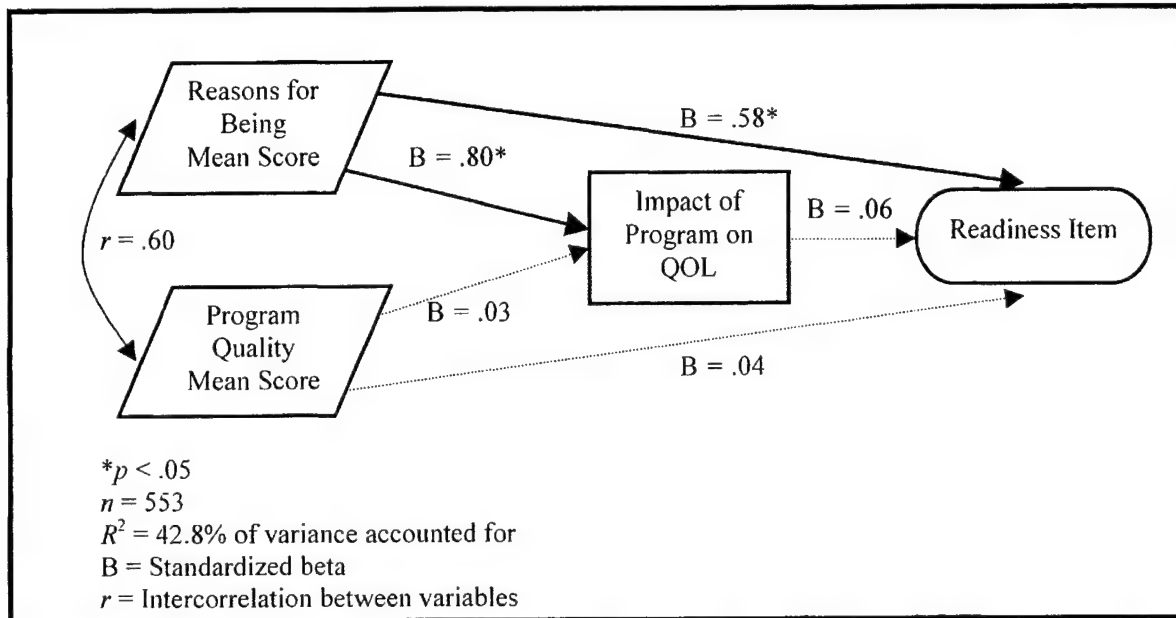 Reasons for
Being
Mean Score
B = .58*
B = .80*
Impact of
Program on
QOL
B = .06
Readiness Item
r = .60
Program
Quality
Mean Score
B = .03
B = .04
*p < .05
n = 553
R² = 42.8% of variance accounted for
B = Standardized beta
r = Intercorrelation between variables